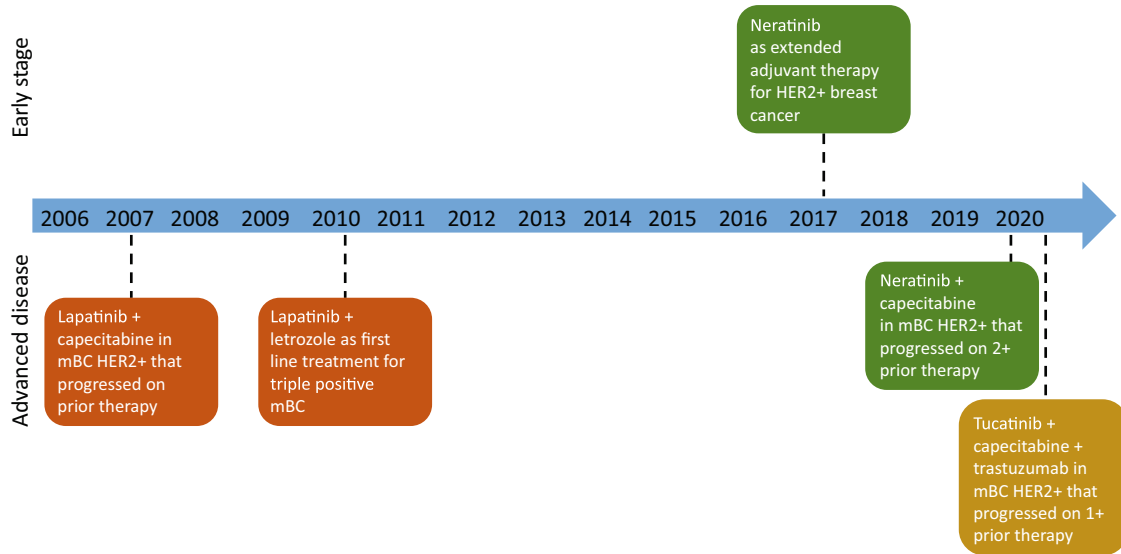 Early stage
Neratinib
as extended
adjuvant therapy
for HER2+ breast
cancer
2006 2007 2008 2009 2010 2011 2012 2013 2014 2015 2016 2017 2018 2019 2020
Advanced disease
Lapatinib +
capecitabine in
mBC HER2+ that
progressed on
prior therapy
Lapatinib +
letrozole as first
line treatment for
triple positive
mBC
Neratinib +
capecitabine
in mBC HER2+ that
progressed on 2+
prior therapy
Tucatinib +
capecitabine +
trastuzumab in
mBC HER2+ that
progressed on 1+
prior therapy